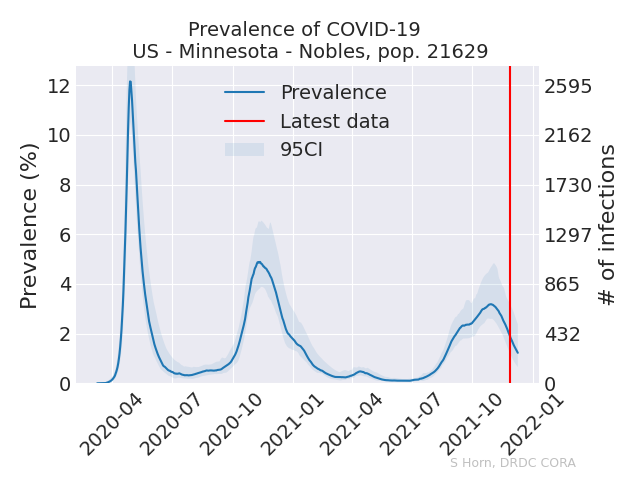 Prevalence of COVID-19
US - Minnesota - Nobles, pop. 21629
Prevalence
Latest data
95CI
Prevalence (%)
12
10
8
6
4
2
0
2595
2162
1730
1297
865
432
0
# of infections
2020-04
2020-07
2020-10
2021-01
2021-04
2021-07
2021-10
2022-01
S Horn, DRDC CORA